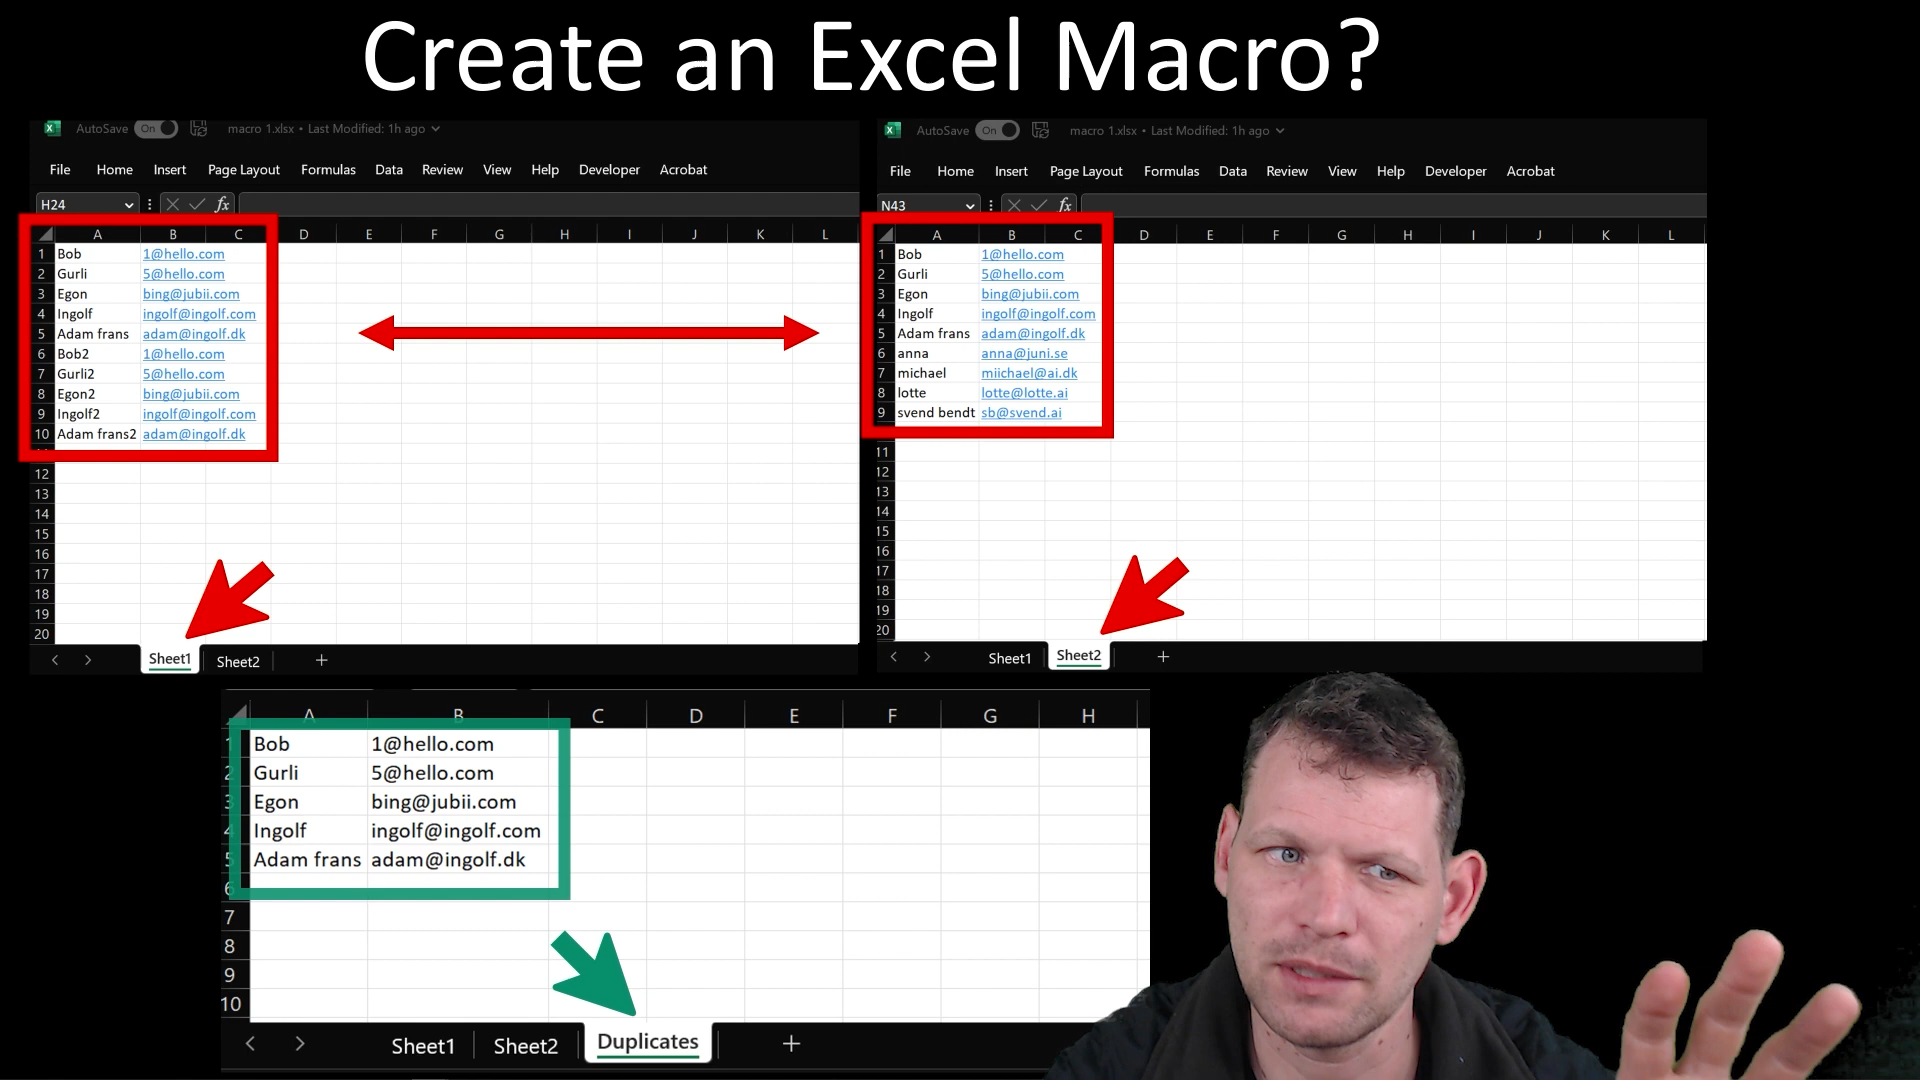 Create an Excel Macro?
AutoSave On macro 1.xlsx • Last Modified: 1h ago
File Home Insert Page Layout Formulas Data Review View Help Developer Acrobat
H24 fx
A B C D E F G H I J K L
1 Bob 1@hello.com
2 Gurli 5@hello.com
3 Egon bing@jubii.com
4 Ingolf ingolf@ingolf.com
5 Adam frans adam@ingolf.dk
6 Bob2 1@hello.com
7 Gurli2 5@hello.com
8 Egon2 bing@jubii.com
9 Ingolf2 ingolf@ingolf.com
10 Adam frans2 adam@ingolf.dk
12
13
14
15
16
17
18
19
20
Sheet1 Sheet2 +
AutoSave On macro 1.xlsx • Last Modified: 1h ago
File Home Insert Page Layout Formulas Data Review View Help Developer Acrobat
N43 fx
A B C D E F G H I J K L
1 Bob 1@hello.com
2 Gurli 5@hello.com
3 Egon bing@jubii.com
4 Ingolf ingolf@ingolf.com
5 Adam frans adam@ingolf.dk
6 anna anna@juni.se
7 michael miichael@ai.dk
8 lotte lotte@lotte.ai
9 svend bendt sb@svend.ai
11
12
13
14
15
16
17
18
19
20
Sheet1 Sheet2 +
A B C D E F G H
1 Bob 1@hello.com
2 Gurli 5@hello.com
3 Egon bing@jubii.com
4 Ingolf ingolf@ingolf.com
5 Adam frans adam@ingolf.dk
6
7
8
9
10
Sheet1 Sheet2 Duplicates +